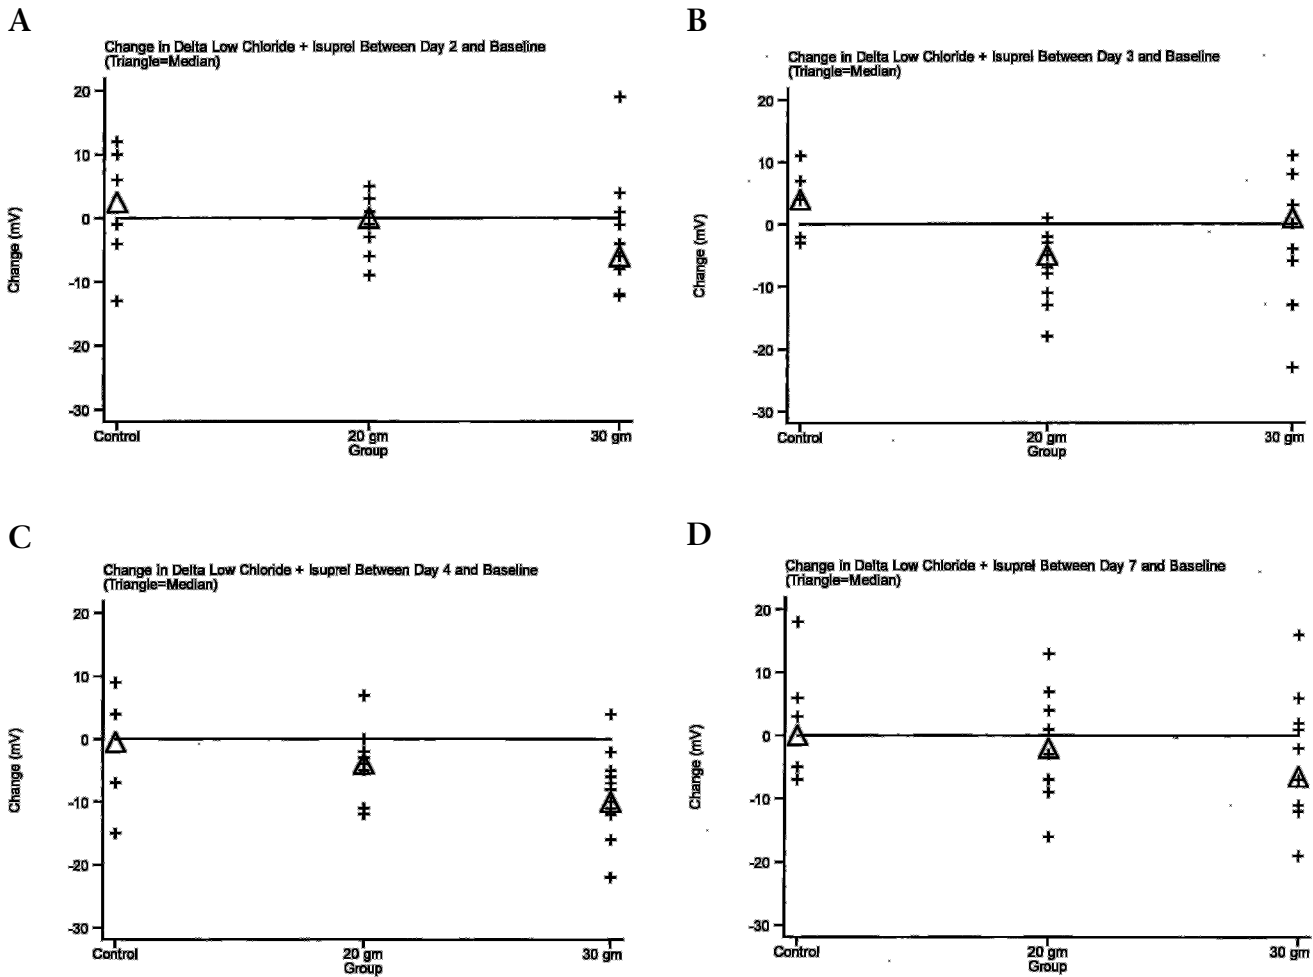 A
Change in Delta Low Chloride + Isuprel Between Day 2 and Baseline
(Triangle=Median)
20
10
0
-10
-20
-30
Change (mV)
Control
20 gm
30 gm
Group
B
Change in Delta Low Chloride + Isuprel Between Day 3 and Baseline
(Triangle=Median)
20
10
0
-10
-20
-30
Change (mV)
Control
20 gm
30 gm
Group
C
Change in Delta Low Chloride + Isuprel Between Day 4 and Baseline
(Triangle=Median)
20
10
0
-10
-20
-30
Change (mV)
Control
20 gm
30 gm
Group
D
Change in Delta Low Chloride + Isuprel Between Day 7 and Baseline
(Triangle=Median)
20
10
0
-10
-20
-30
Change (mV)
Control
20 gm
30 gm
Group